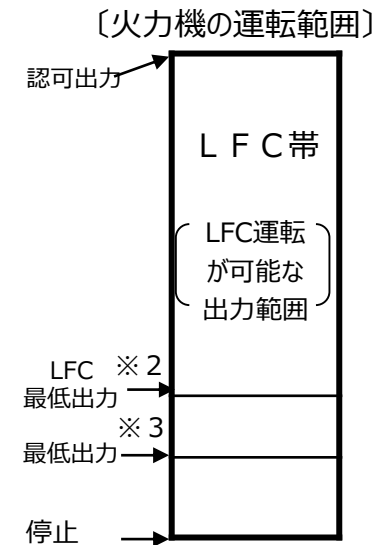 〔火力機の運転範囲〕
認可出力
ＬＦＣ帯
LFC運転
が可能な
出力範囲
LFC ※２
最低出力
※３
最低出力
停止